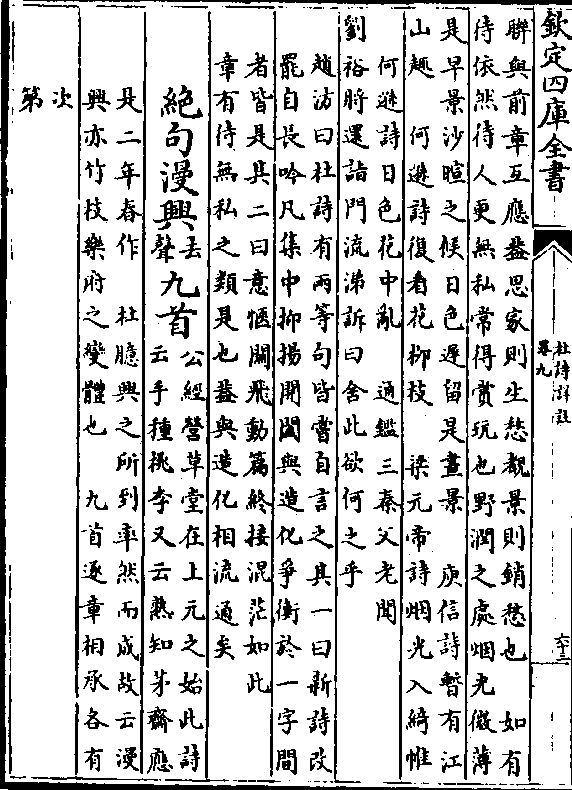 欽定四庫全書
杜詩詳註
卷九
六十三
聯與前章互應蓋思家則生愁觀景則銷愁也　如有
待依然待人更無私常得賞玩也野潤之處烟光微薄
是早景沙暄之候日色遲留是晝景　庾信詩暫有江
山趣　何遜詩復看花柳枝　梁元帝詩烟光入綺帷
何遜詩日色花中亂　通鑑三秦父老聞
劉裕將還詣門流涕訴曰舍此欲何之乎
趙汸曰杜詩有兩等句皆嘗自言之其一曰新詩改
罷自長吟凡集中抑揚開闔與造化爭衡於一字間
者皆是其二曰意愜關飛動篇終接混茫如此
章有待無私之類是也蓋與造化相流通矣
絕句漫興去聲九首
公經營草堂在上元之始此詩
云手種桃李又云熟知茅齋應
是二年春作　杜臆興之所到率然而成故云漫
興亦竹枝樂府之變體也　九首逐章相承各有
次
第